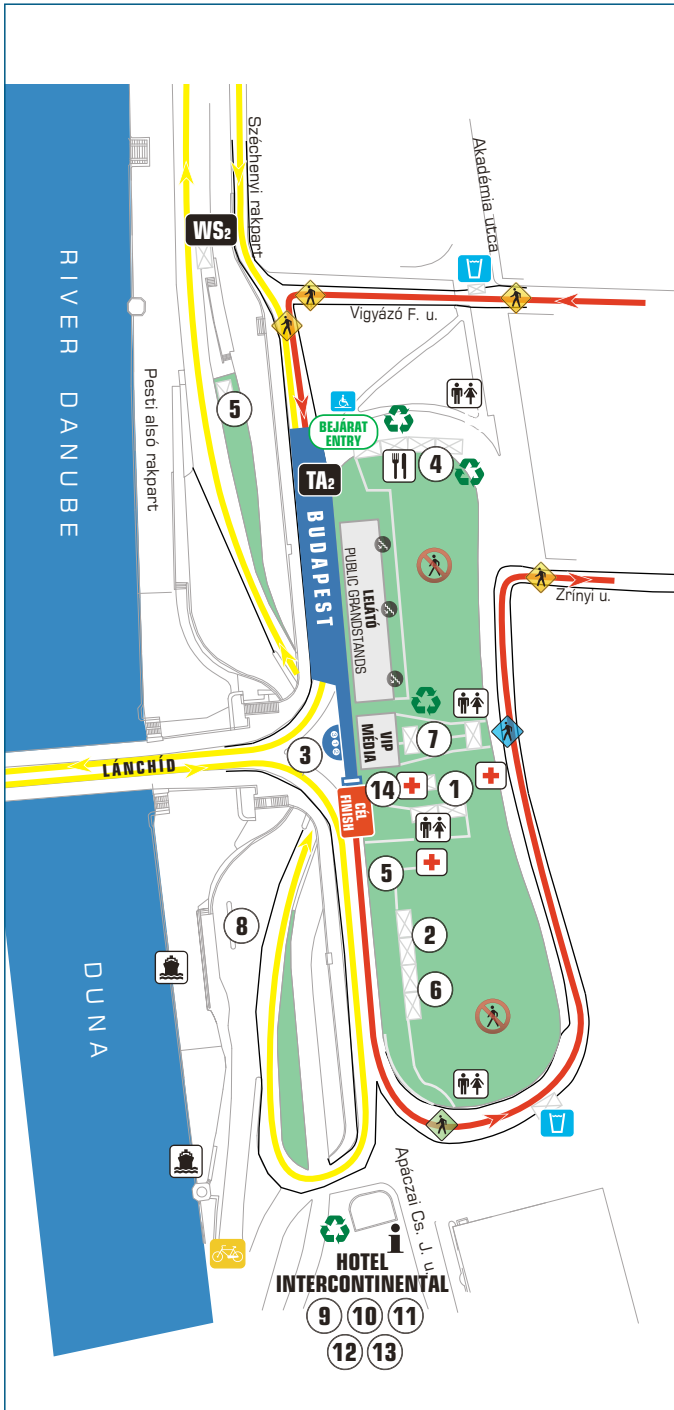 Széchenyi rakpart
Akadémia utca
WS2
Vigyázó F. u.
RIVER DANUBE
Pesti alsó rakpart
5
BEJÁRAT
ENTRY
4
TA2
BUDAPEST
LELÁTÓ
PUBLIC GRANDSTANDS
Zrínyi u.
VIP
MÉDIA
7
3
LÁNCHÍD
14
1
CÉL
FINISH
5
2
8
6
DUNA
Apáczai Cs. J. u.
HOTEL
INTERCONTINENTAL
9 10 11
12 13